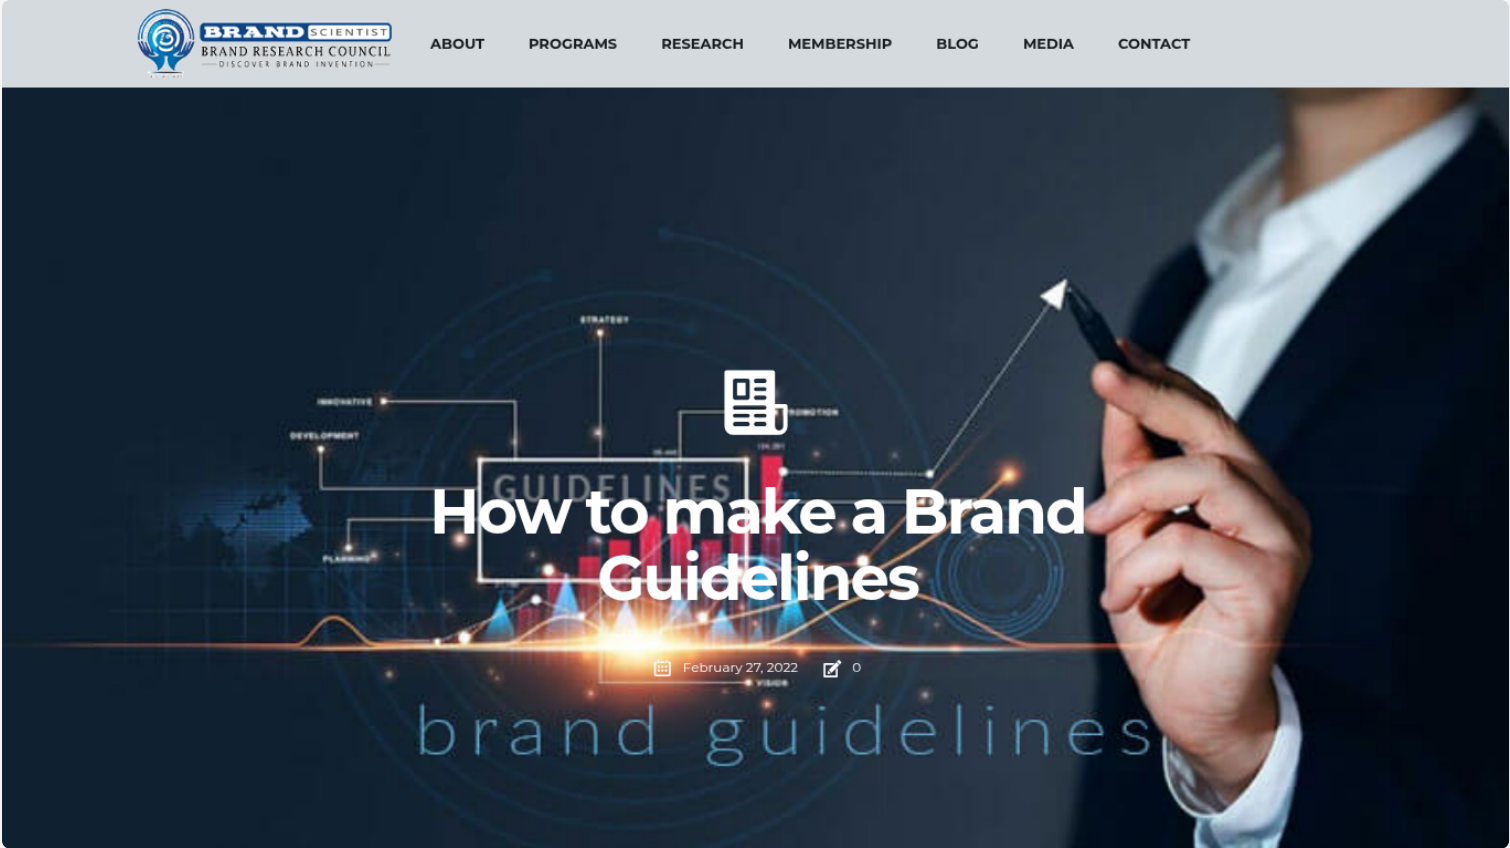 BRAND SCIENTIST
BRAND RESEARCH COUNCIL
DISCOVER BRAND INVENTION
ABOUT
PROGRAMS
RESEARCH
MEMBERSHIP
BLOG
MEDIA
CONTACT
STRATEGY
INNOVATIVE
PROMOTION
DEVELOPMENT
GUIDELINES
How to make a Brand
Guidelines
PLANNING
February 27, 2022
0
VISION
brand guidelines